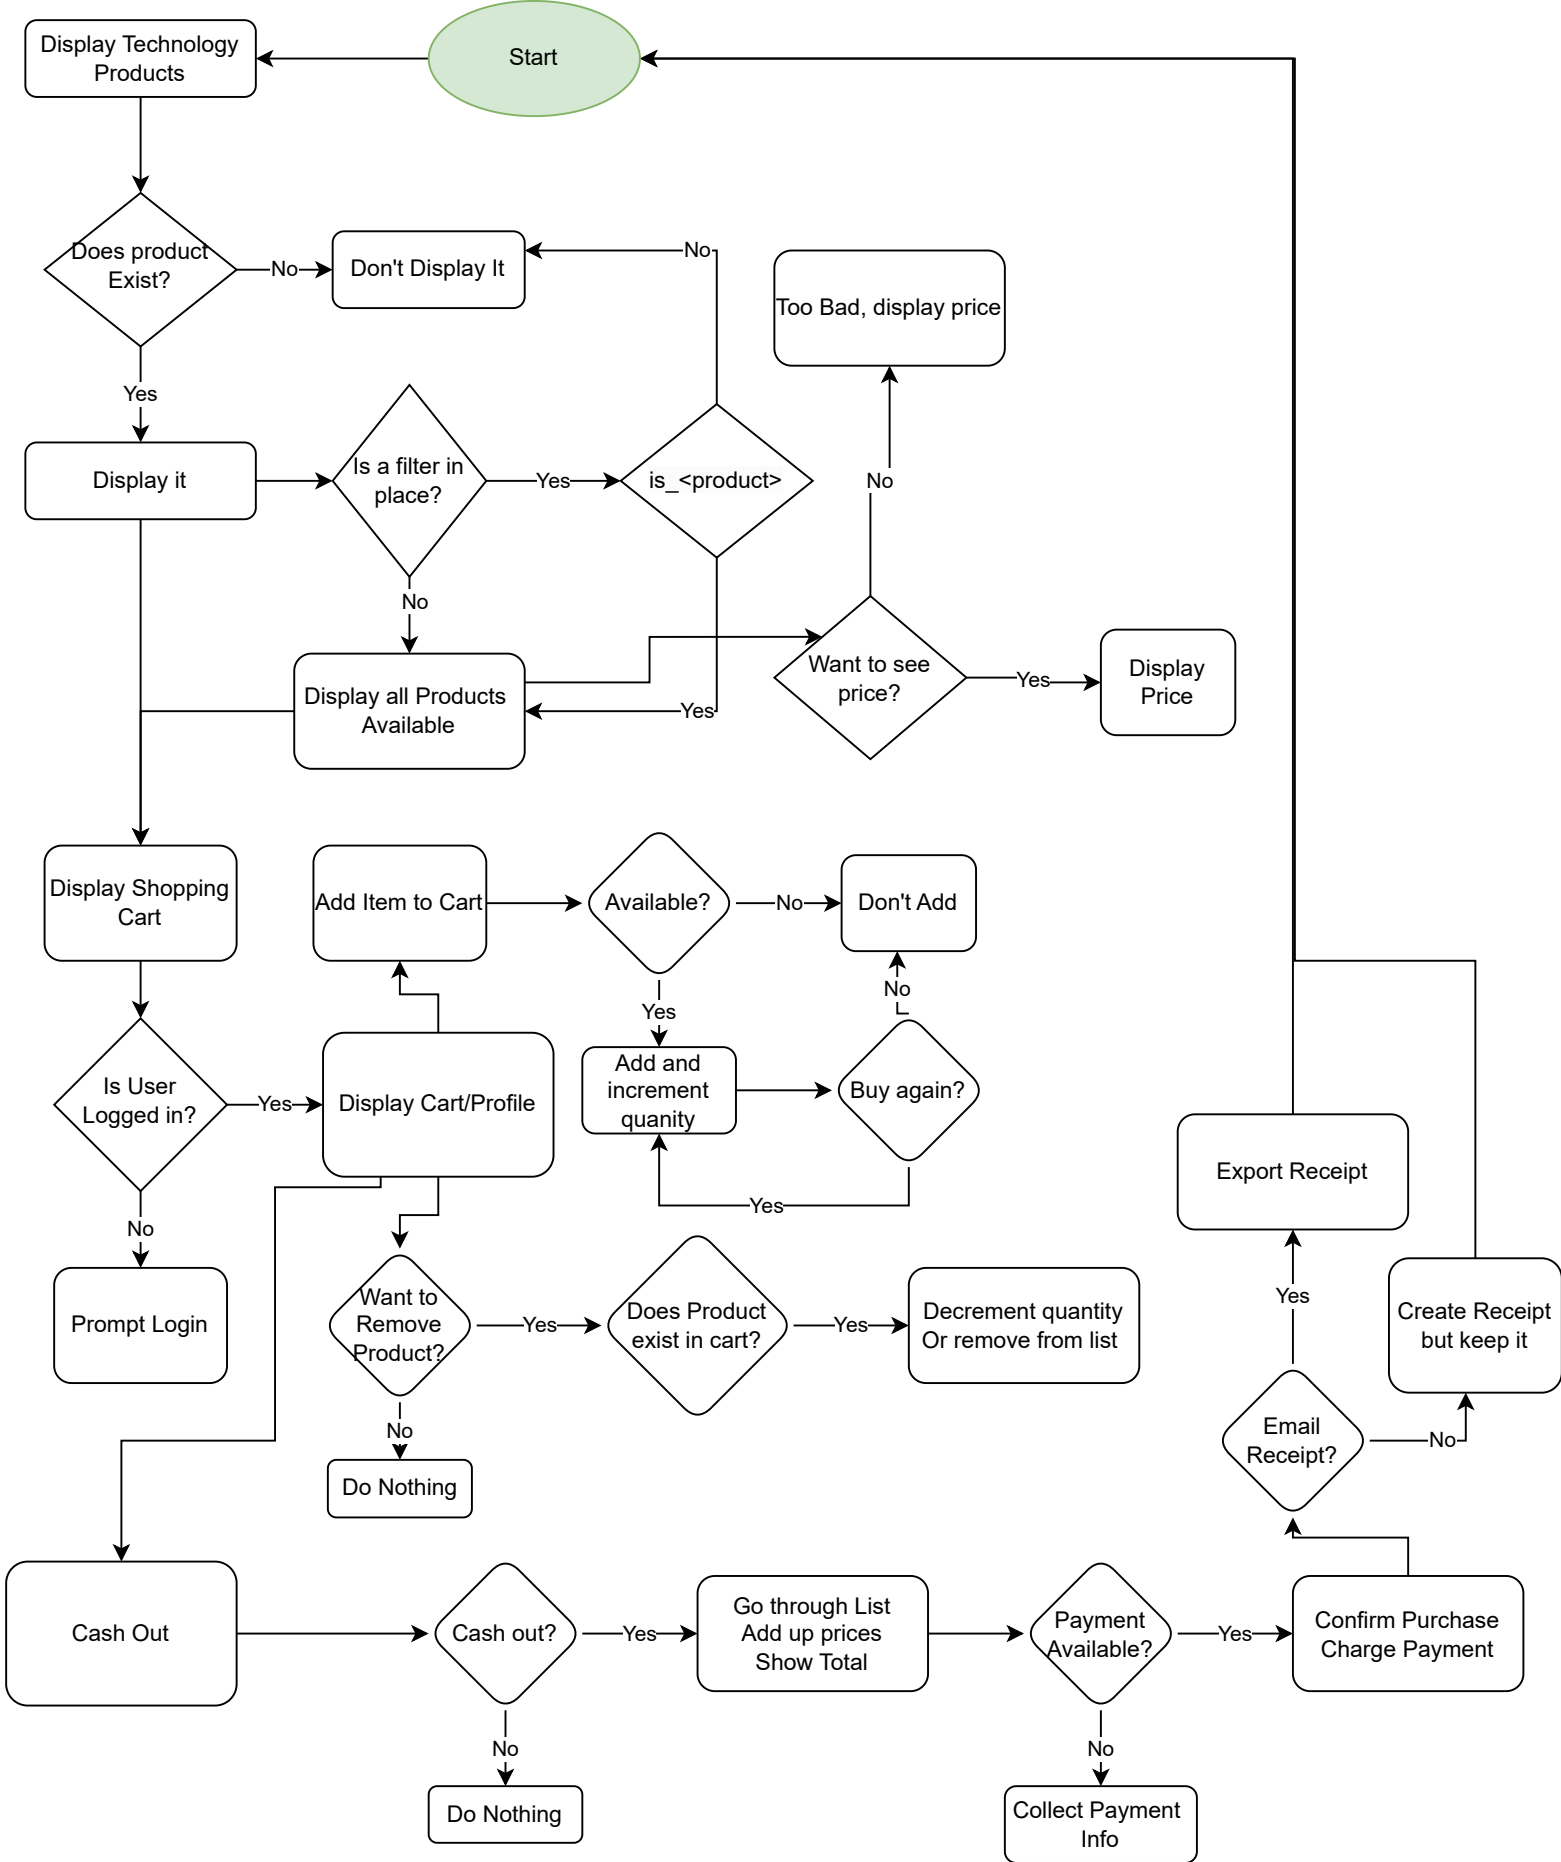 Display Technology
Products
Start
Does product
Exist?
No
Don't Display It
No
Too Bad, display price
Yes
Display it
Is a filter in
place?
Yes
is_<product>
No
No
Display all Products
Available
Yes
Want to see
price?
Yes
Display
Price
Display Shopping
Cart
Add Item to Cart
Available?
No
Don't Add
Yes
No
Is User
Logged in?
Yes
Display Cart/Profile
Add and
increment
quanity
Buy again?
Yes
No
Prompt Login
Want to
Remove
Product?
Yes
Does Product
exist in cart?
Yes
Decrement quantity
Or remove from list
No
Do Nothing
Export Receipt
Yes
Create Receipt
but keep it
Email
Receipt?
No
Cash Out
Cash out?
Yes
Go through List
Add up prices
Show Total
Payment
Available?
Yes
Confirm Purchase
Charge Payment
No
Do Nothing
No
Collect Payment
Info